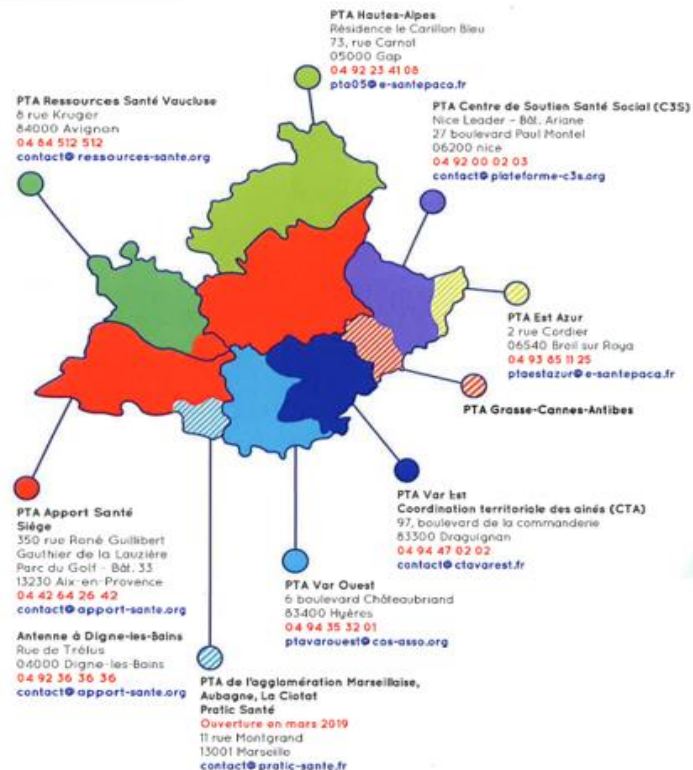 PTA Hautes-Alpes
Résidence le Carillon Bleu
73, rue Carnot
05000 Gap
04 92 23 41 08
pta05@e-santepaca.fr
PTA Ressources Santé Vaucluse
8 rue Kruger
84000 Avignon
04 84 512 512
contact@ressources-sante.org
PTA Centre de Soutien Santé Social (C3S)
Nice Leader - Bât. Ariane
27 boulevard Paul Montel
06200 nice
04 92 00 02 03
contact@plateforme-c3s.org
PTA Est Azur
2 rue Cordier
06540 Breil sur Roya
04 93 85 11 25
ptaestazur@e-santepaca.fr
PTA Grasse-Cannes-Antibes
PTA Var Est
Coordination territoriale des ainés (CTA)
97, boulevard de la commanderie
83300 Draguignan
04 94 47 02 02
contact@ctavarest.fr
PTA Apport Santé
Siège
350 rue René Guillibert
Gauthier de la Lauzière
Parc du Golf - Bât. 33
13230 Aix-en-Provence
04 42 64 26 42
contact@apport-sante.org
Antenne à Digne-les-Bains
Rue de Trélus
04000 Digne-les-Bains
04 92 36 36 36
contact@apport-sante.org
PTA Var Ouest
6 boulevard Châteaubriand
83400 Hyères
04 94 35 32 01
ptavarouest@cos-asso.org
PTA de l'agglomération Marseillaise,
Aubagne, La Ciotat
Pratic Santé
Ouverture en mars 2019
11 rue Montgrand
13001 Marseille
contact@pratic-sante.fr